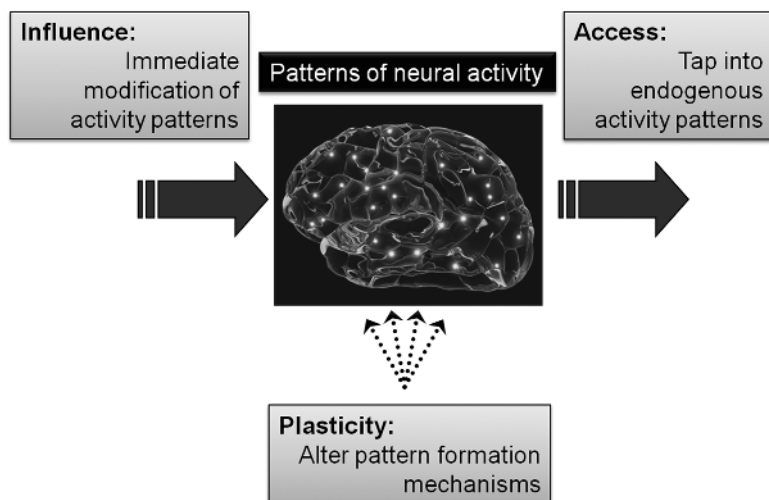 Influence:
Immediate
modification of
activity patterns
Patterns of neural activity
Access:
Tap into
endogenous
activity patterns
Plasticity:
Alter pattern formation
mechanisms